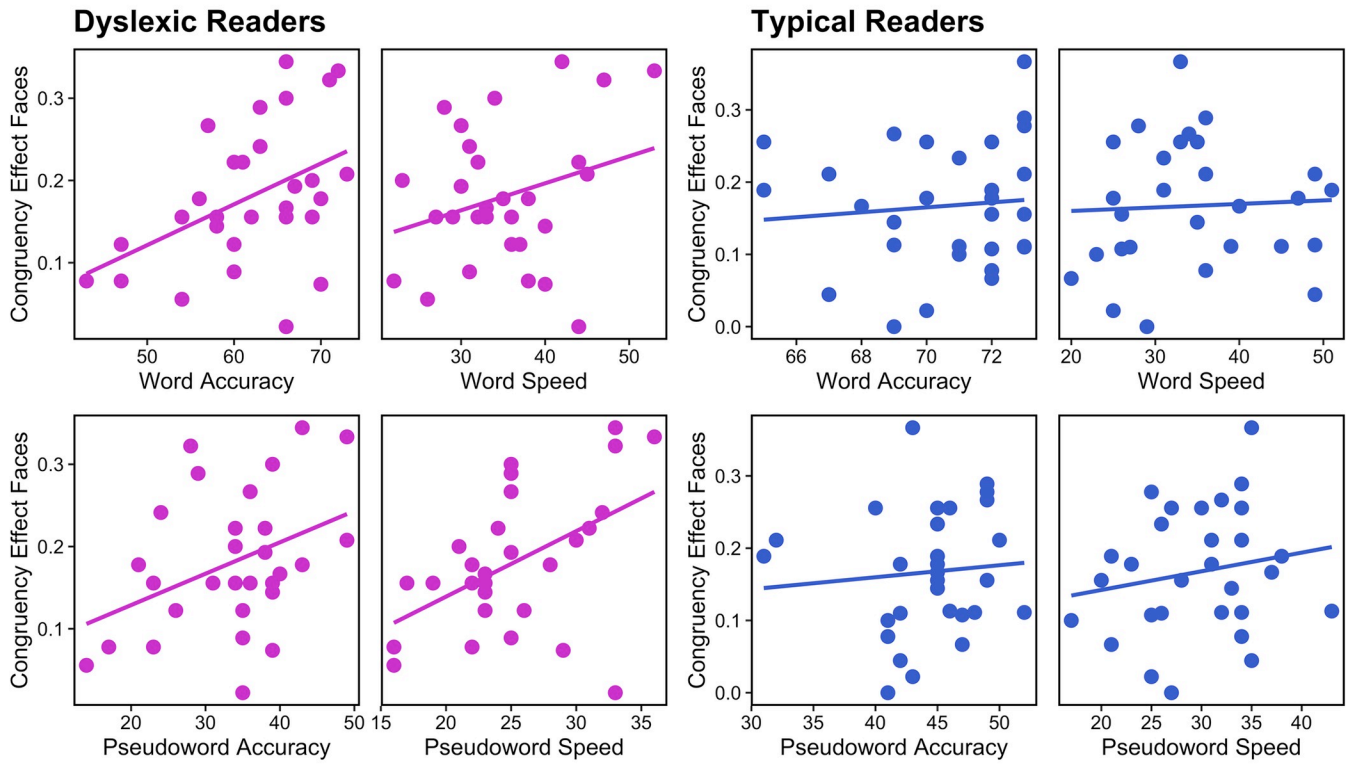 Dyslexic Readers
Typical Readers
Congruency Effect Faces
0.3
0.2
0.1
50 60 70
Word Accuracy
30 40 50
Word Speed
Congruency Effect Faces
0.3
0.2
0.1
0.0
66 68 70 72
Word Accuracy
20 30 40 50
Word Speed
Congruency Effect Faces
0.3
0.2
0.1
20 30 40 50
Pseudoword Accuracy
15 20 25 30 35
Pseudoword Speed
Congruency Effect Faces
0.3
0.2
0.1
0.0
30 35 40 45 50
Pseudoword Accuracy
20 25 30 35 40
Pseudoword Speed